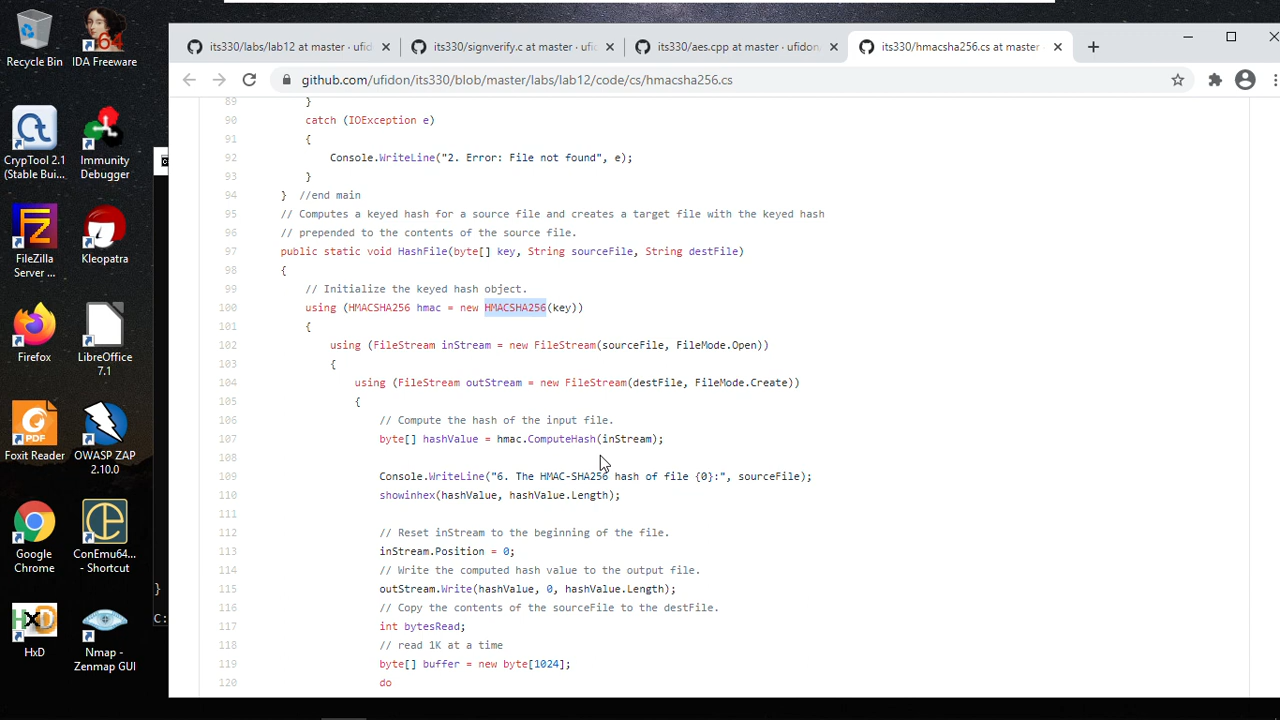 Recycle Bin
IDA Freeware
CrypTool 2.1
(Stable Bui...
Immunity
Debugger
FileZilla
Server ...
Kleopatra
Firefox
LibreOffice
7.1
Foxit Reader
OWASP ZAP
2.10.0
Google
Chrome
ConEmu64...
- Shortcut
HxD
Nmap -
Zenmap GUI
}
C:
its330/labs/lab12 at master · ufid
its330/signverify.c at master · ufi
its330/aes.cpp at master · ufidon
its330/hmacsha256.cs at master
github.com/ufidon/its330/blob/master/labs/lab12/code/cs/hmacsha256.cs
89 }
90 catch (IOException e)
91 {
92 Console.WriteLine("2. Error: File not found", e);
93 }
94 } //end main
95 // Computes a keyed hash for a source file and creates a target file with the keyed hash
96 // prepended to the contents of the source file.
97 public static void HashFile(byte[] key, String sourceFile, String destFile)
98 {
99 // Initialize the keyed hash object.
100 using (HMACSHA256 hmac = new HMACSHA256(key))
101 {
102 using (FileStream inStream = new FileStream(sourceFile, FileMode.Open))
103 {
104 using (FileStream outStream = new FileStream(destFile, FileMode.Create))
105 {
106 // Compute the hash of the input file.
107 byte[] hashValue = hmac.ComputeHash(inStream);
108
109 Console.WriteLine("6. The HMAC-SHA256 hash of file {0}:", sourceFile);
110 showinhex(hashValue, hashValue.Length);
111
112 // Reset inStream to the beginning of the file.
113 inStream.Position = 0;
114 // Write the computed hash value to the output file.
115 outStream.Write(hashValue, 0, hashValue.Length);
116 // Copy the contents of the sourceFile to the destFile.
117 int bytesRead;
118 // read 1K at a time
119 byte[] buffer = new byte[1024];
120 do